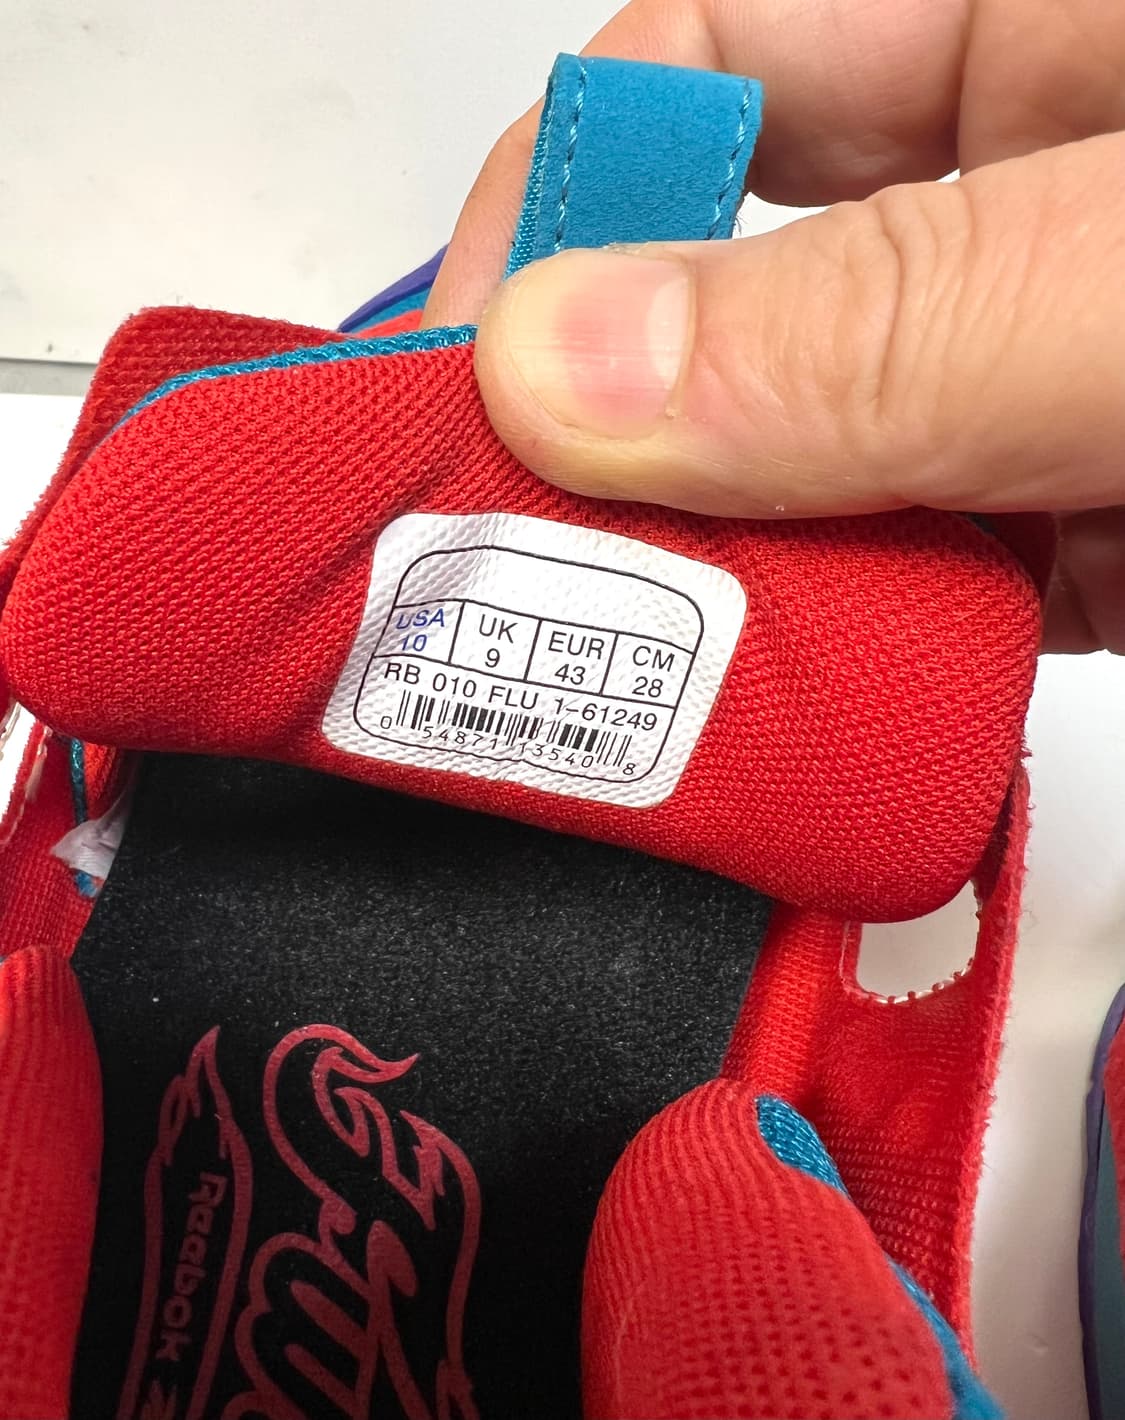 USA UK EUR CM
10 9 43 28
RB 010 FLU 1-61249
0 54871 13540 8
Reebok